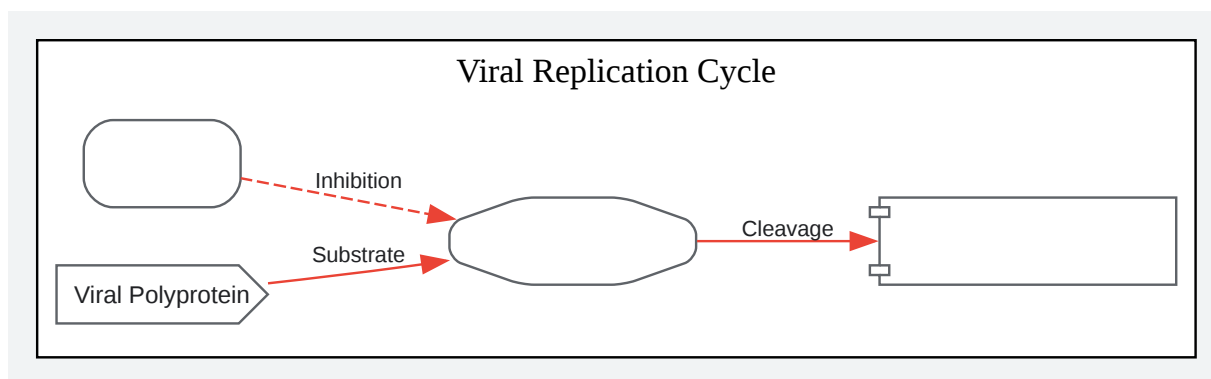 Viral Replication Cycle
Inhibition
Substrate
Cleavage
Viral Polyprotein